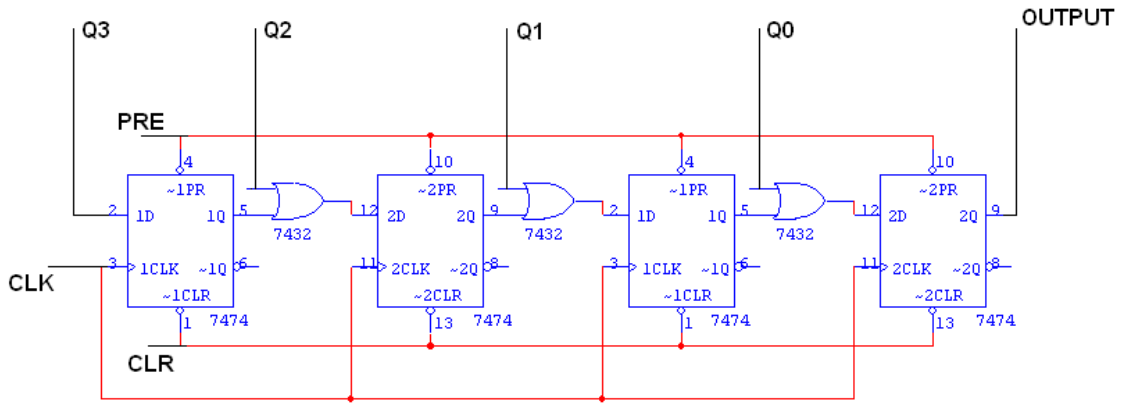 Q3 Q2 Q1 Q0 OUTPUT
PRE
4 10 4 10
~1PR ~2PR ~1PR ~2PR
2 1D 1Q 5 12 2D 2Q 9 2 1D 1Q 5 12 2D 2Q 9
7432 7432 7432
CLK 3 1CLK ~1Q 6 11 2CLK ~2Q 8 3 1CLK ~1Q 6 11 2CLK ~2Q 8
~1CLR ~2CLR ~1CLR ~2CLR
1 7474 13 7474 1 7474 13 7474
CLR